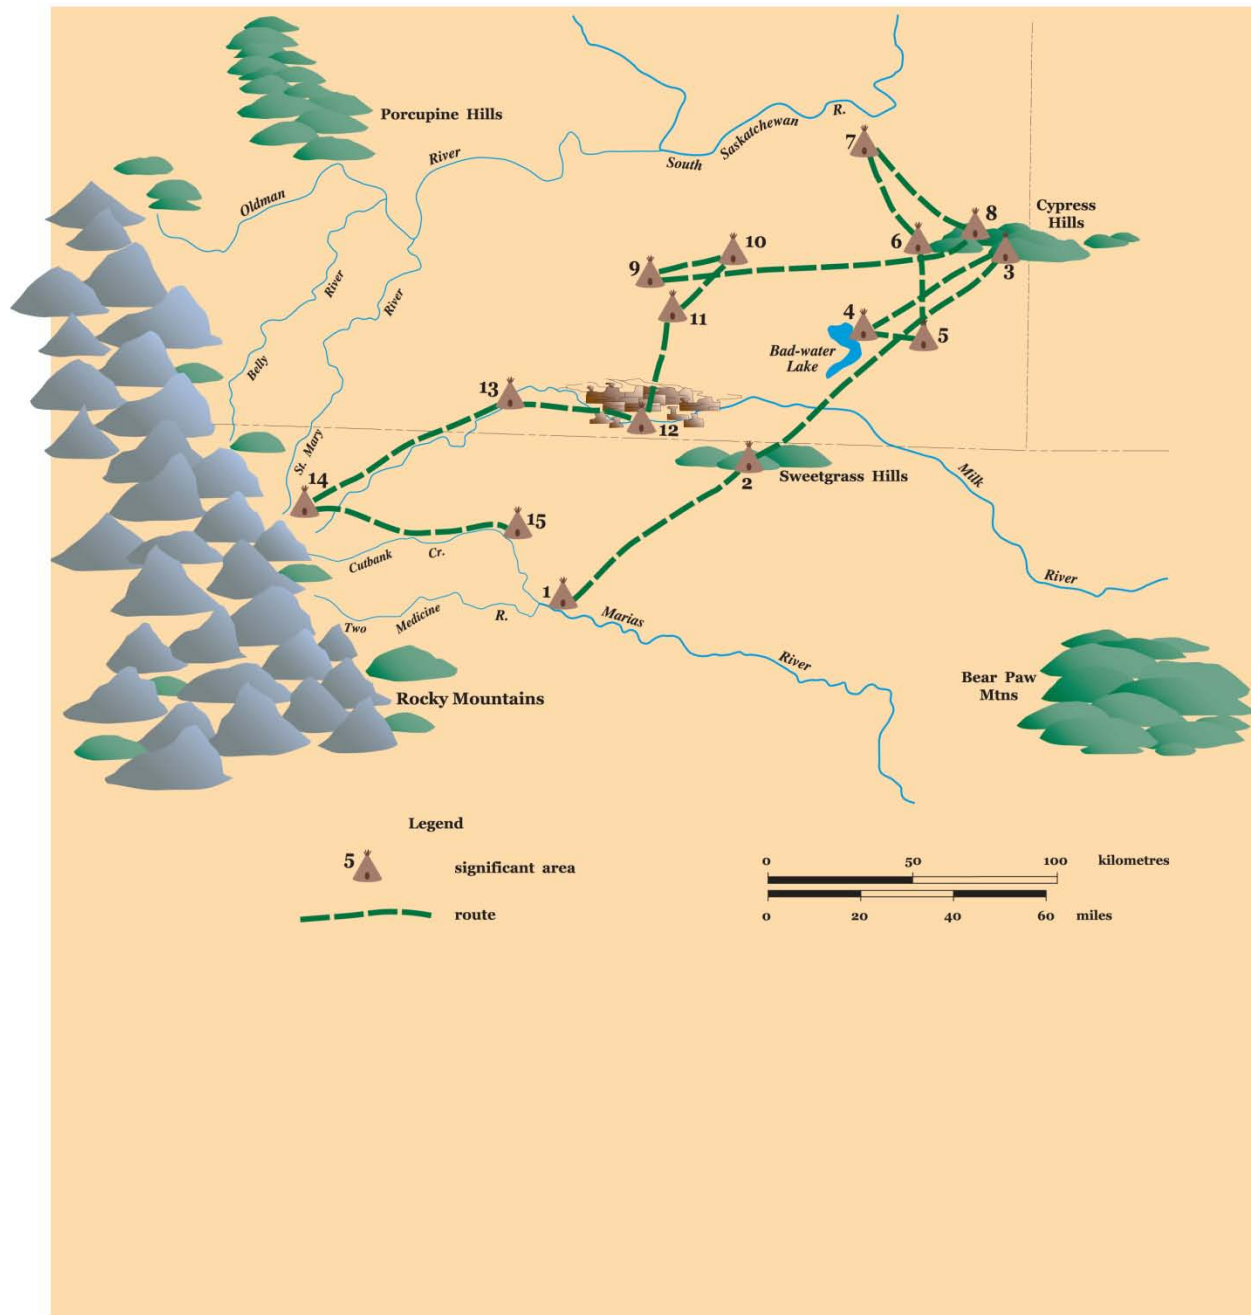 Porcupine Hills
Oldman
River
South
Saskatchewan
R.
7
8
Cypress
Hills
6
3
10
9
11
4
5
Bad-water
Lake
River
River
Belly
St. Mary
13
12
14
2
Sweetgrass Hills
Milk
River
15
Cutbank
Cr.
1
Two
Medicine
R.
Marias
River
Bear Paw
Mtns
Rocky Mountains
Legend
5
significant area
route
0
50
100
kilometres
0
20
40
60
miles